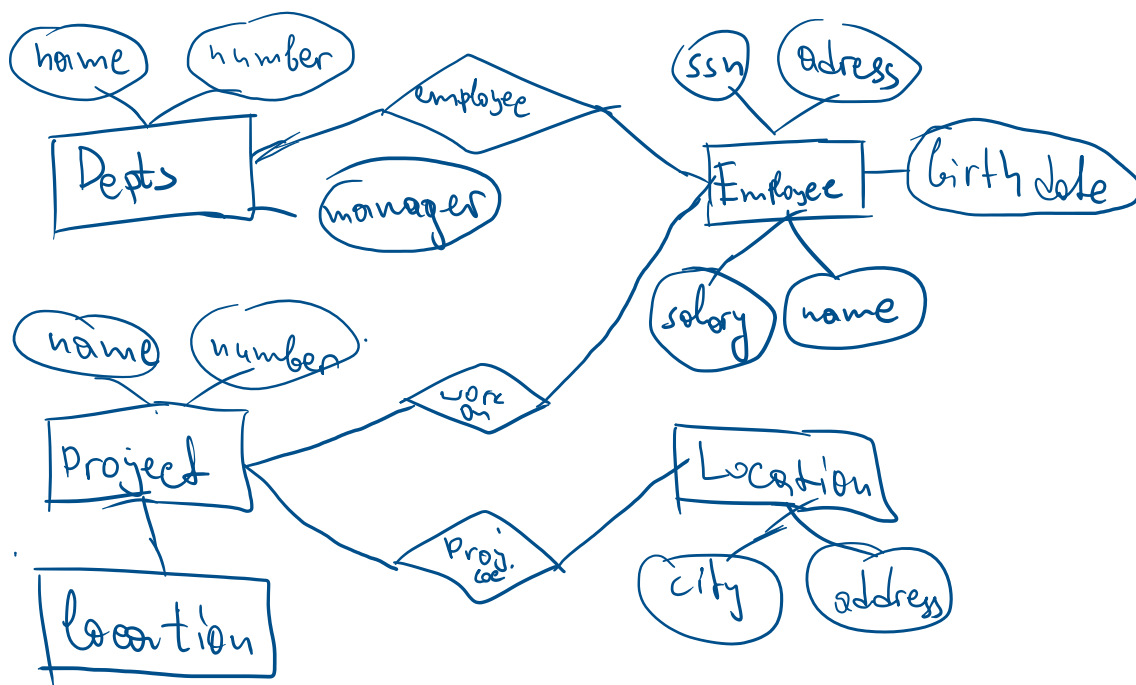 name
number
employee
ssn
adress
Depts
manager
Employee
birth date
salary
name
name
number
work
on
Project
Location
Proj.
loc.
city
address
location